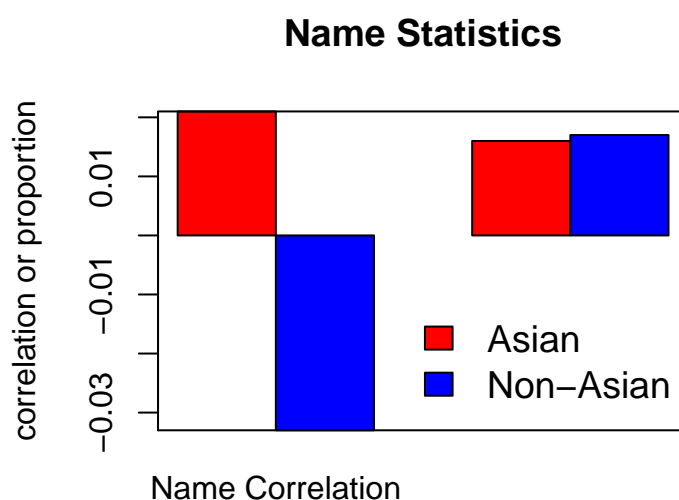 Name Statistics
correlation or proportion
0.01
−0.01
−0.03
Asian
Non−Asian
Name Correlation